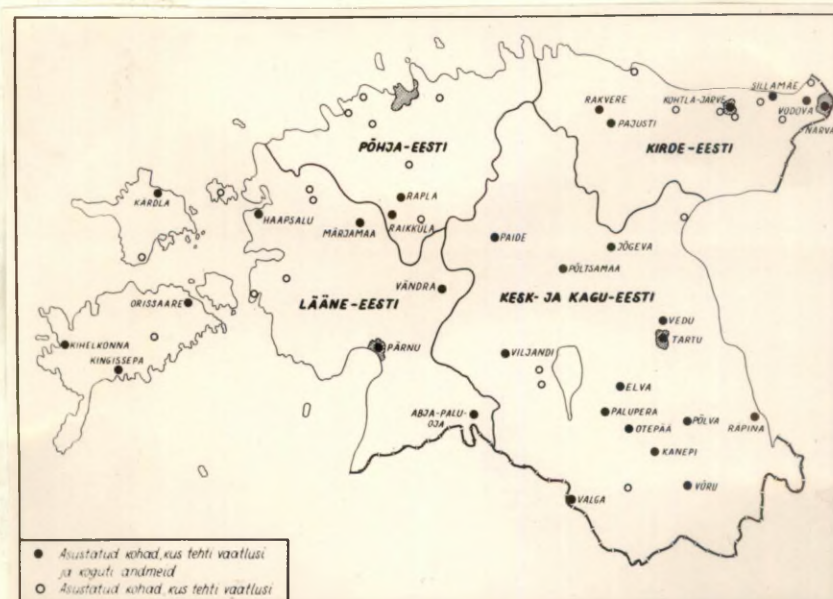 SILLAMÄE
RAKVERE
KOHTLA-JÄRVE
VODOVA
NARVA
PAJUSTI
PÕHJA-EESTI
KIRDE-EESTI
KÄRDLA
RAPLA
HAAPSALU
MÄRJAMAA
RAIKKÜLA
PAIDE
JÕGEVA
PÕLTSAMAA
VÄNDRA
ORISSAARE
LÄÄNE-EESTI
KESK- JA KAGU-EESTI
VEDU
TARTU
KIHELKONNA
PÄRNU
VILJANDI
KINGISSEPA
ELVA
ABJA-PALU-
OJA
PALUPERA
PÕLVA
RÄPINA
OTEPÄÄ
KANEPI
VÕRU
VALGA
Asustatud kohad, kus tehti vaatlusi
ja koguti andmeid
Asustatud kohad, kus tehti vaatlusi